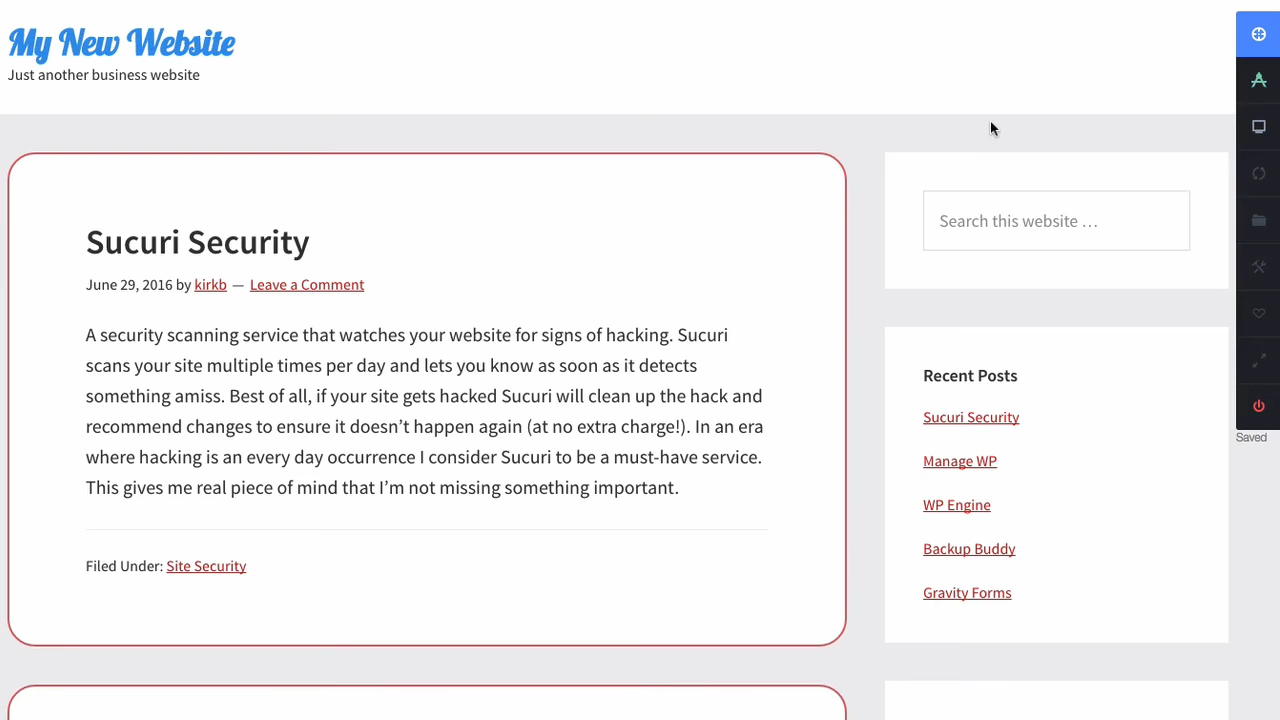 My New Website
Just another business website
Sucuri Security
June 29, 2016 by kirkb — Leave a Comment
A security scanning service that watches your website for signs of hacking. Sucuri
scans your site multiple times per day and lets you know as soon as it detects
something amiss. Best of all, if your site gets hacked Sucuri will clean up the hack and
recommend changes to ensure it doesn’t happen again (at no extra charge!). In an era
where hacking is an every day occurrence I consider Sucuri to be a must-have service.
This gives me real piece of mind that I’m not missing something important.
Filed Under: Site Security
Search this website …
Recent Posts
Sucuri Security
Manage WP
WP Engine
Backup Buddy
Gravity Forms
Saved